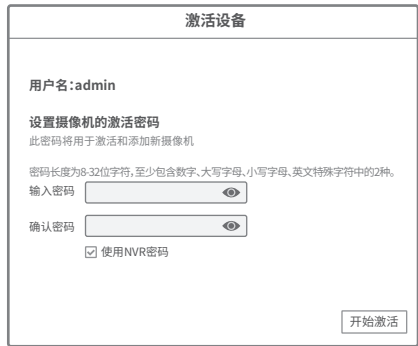 激活设备
用户名:admin
设置摄像机的激活密码
此密码将用于激活和添加新摄像机
密码长度为8-32位字符,至少包含数字、大写字母、小写字母、英文特殊字符中的2种。
输入密码
确认密码
使用NVR密码
开始激活